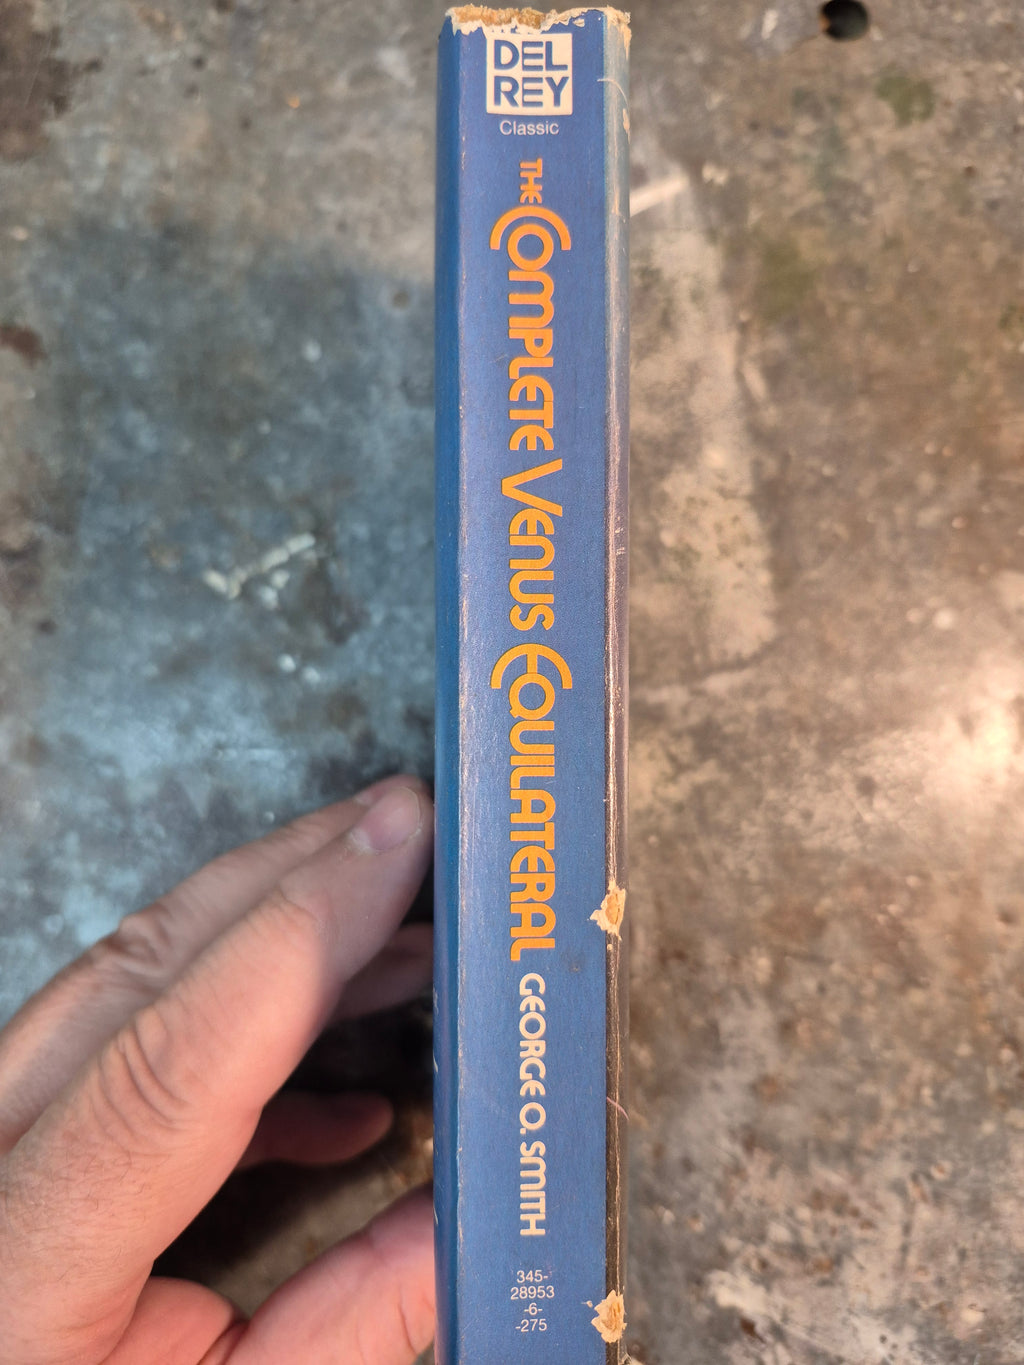 DEL
REY
Classic
THE COMPLETE VENUS EQUILATERAL GEORGE O. SMITH
345-
28953
-6-
-275